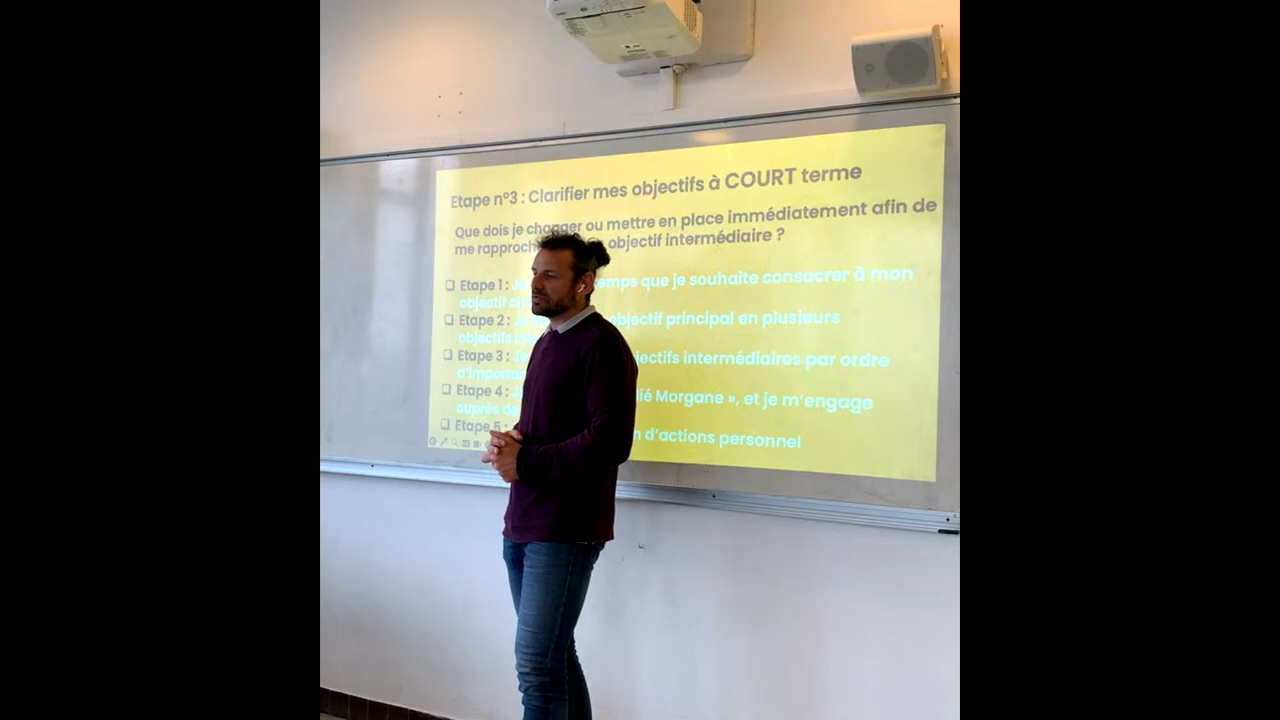 Etape n°3 : Clarifier mes objectifs à COURT terme
Que dois je changer ou mettre en place immédiatement afin de
me rapproche objectif intermédiaire ?
Etape 1 : temps que je souhaite consacrer à mon
objectif
Etape 2 : objectif principal en plusieurs
objectifs
Etape 3 : objectifs intermédiaires par ordre
d'importan
Etape 4 : Morgane », et je m'engage
auprès de
Etape 5 : d'actions personnel